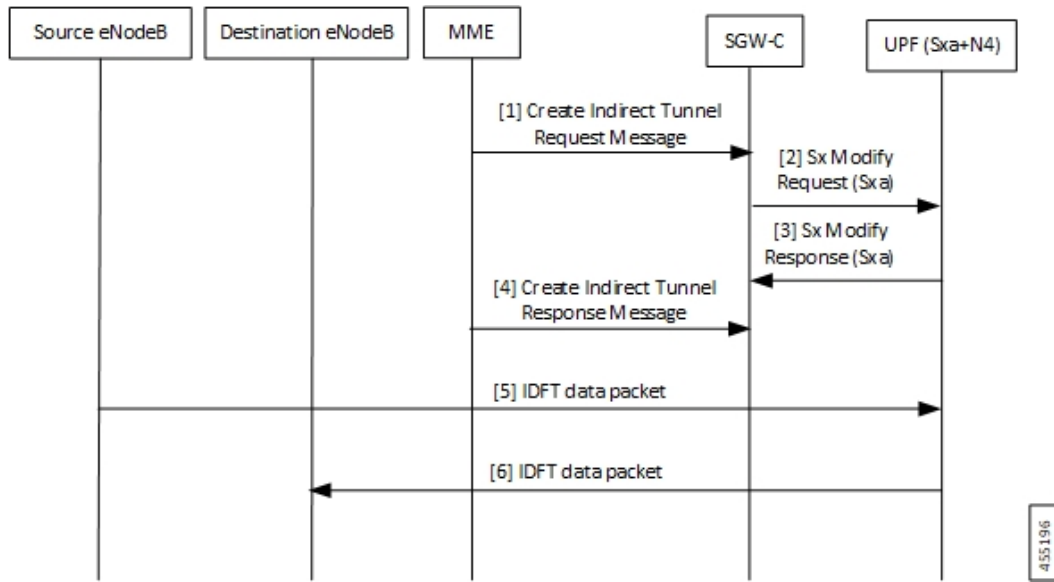 Source eNodeB
Destination eNodeB
MME
SGW-C
UPF (Sxa+N4)
[1] Create Indirect Tunnel
Request Message
[2] Sx Modify
Request (Sxa)
[3] Sx Modify
Response (Sxa)
[4] Create Indirect Tunnel
Response Message
[5] IDFT data packet
[6] IDFT data packet
455196